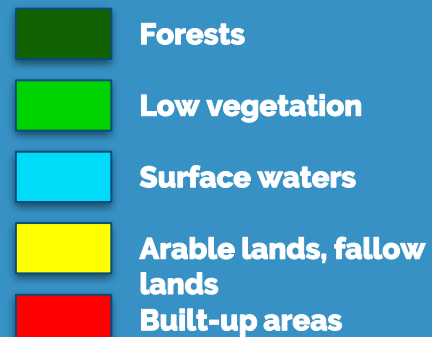 Forests
Low vegetation
Surface waters
Arable lands, fallow
lands
Built-up areas